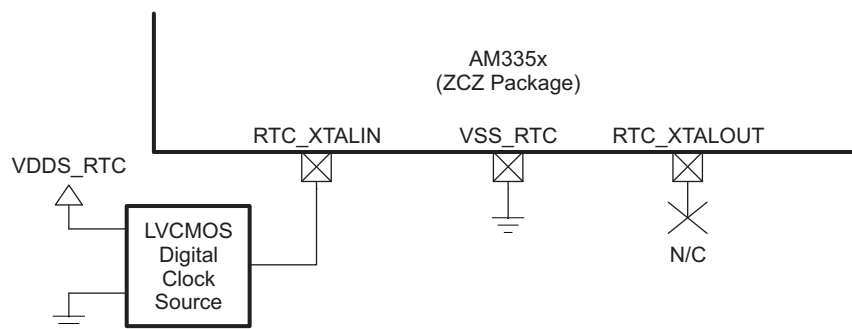 AM335x
(ZCZ Package)
RTC_XTALIN
VSS_RTC
RTC_XTALOUT
VDDS_RTC
LVCMOS
Digital
Clock
Source
N/C